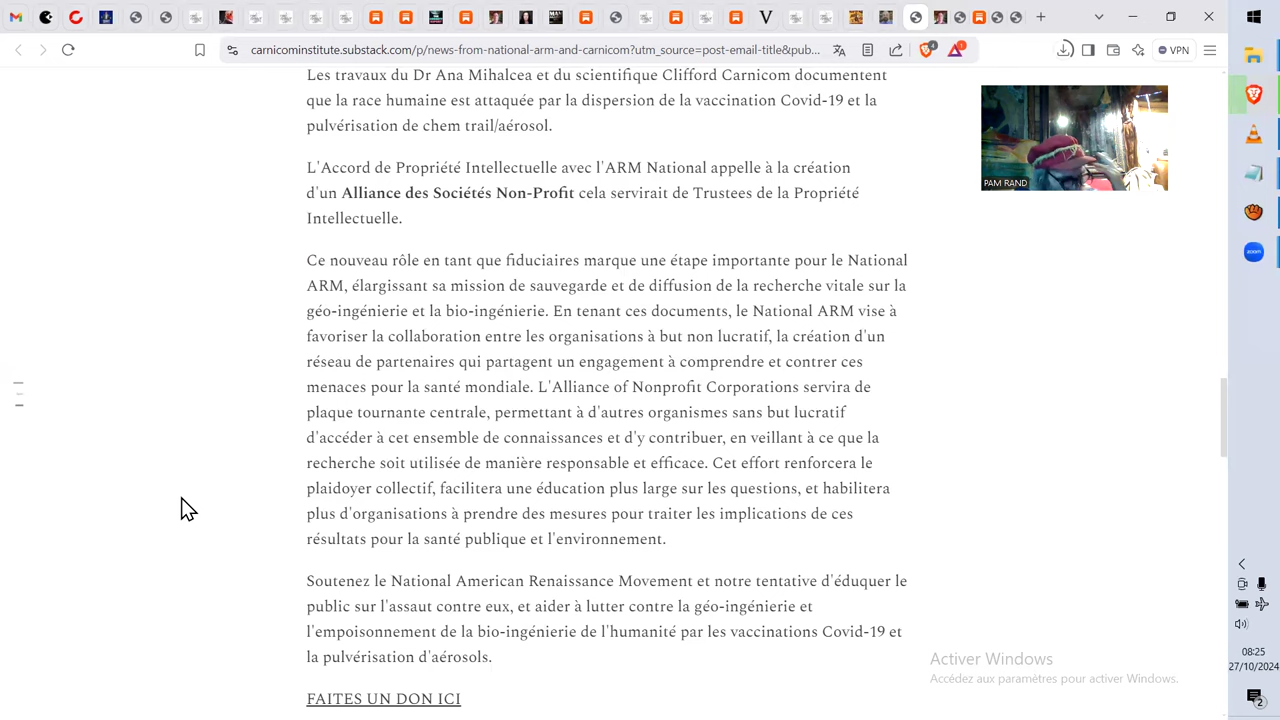 carnicominstitute.substack.com/p/news-from-national-arm-and-carnicom?utm_source=post-email-title&pub...
VPN
Les travaux du Dr Ana Mihalcea et du scientifique Clifford Carnicom documentent
que la race humaine est attaquée par la dispersion de la vaccination Covid-19 et la
pulvérisation de chem trail/aérosol.
L'Accord de Propriété Intellectuelle avec l'ARM National appelle à la création
d'un Alliance des Sociétés Non-Profit cela servirait de Trustees de la Propriété
Intellectuelle.
Ce nouveau rôle en tant que fiduciaires marque une étape importante pour le National
ARM, élargissant sa mission de sauvegarde et de diffusion de la recherche vitale sur la
géo-ingénierie et la bio-ingénierie. En tenant ces documents, le National ARM vise à
favoriser la collaboration entre les organisations à but non lucratif, la création d'un
réseau de partenaires qui partagent un engagement à comprendre et contrer ces
menaces pour la santé mondiale. L'Alliance of Nonprofit Corporations servira de
plaque tournante centrale, permettant à d'autres organismes sans but lucratif
d'accéder à cet ensemble de connaissances et d'y contribuer, en veillant à ce que la
recherche soit utilisée de manière responsable et efficace. Cet effort renforcera le
plaidoyer collectif, facilitera une éducation plus large sur les questions, et habilitera
plus d'organisations à prendre des mesures pour traiter les implications de ces
résultats pour la santé publique et l'environnement.
Soutenez le National American Renaissance Movement et notre tentative d'éduquer le
public sur l'assaut contre eux, et aider à lutter contre la géo-ingénierie et
l'empoisonnement de la bio-ingénierie de l'humanité par les vaccinations Covid-19 et
la pulvérisation d'aérosols.
FAITES UN DON ICI
PAM RAND
Activer Windows
Accédez aux paramètres pour activer Windows.
zoom
08:25
27/10/2024
2